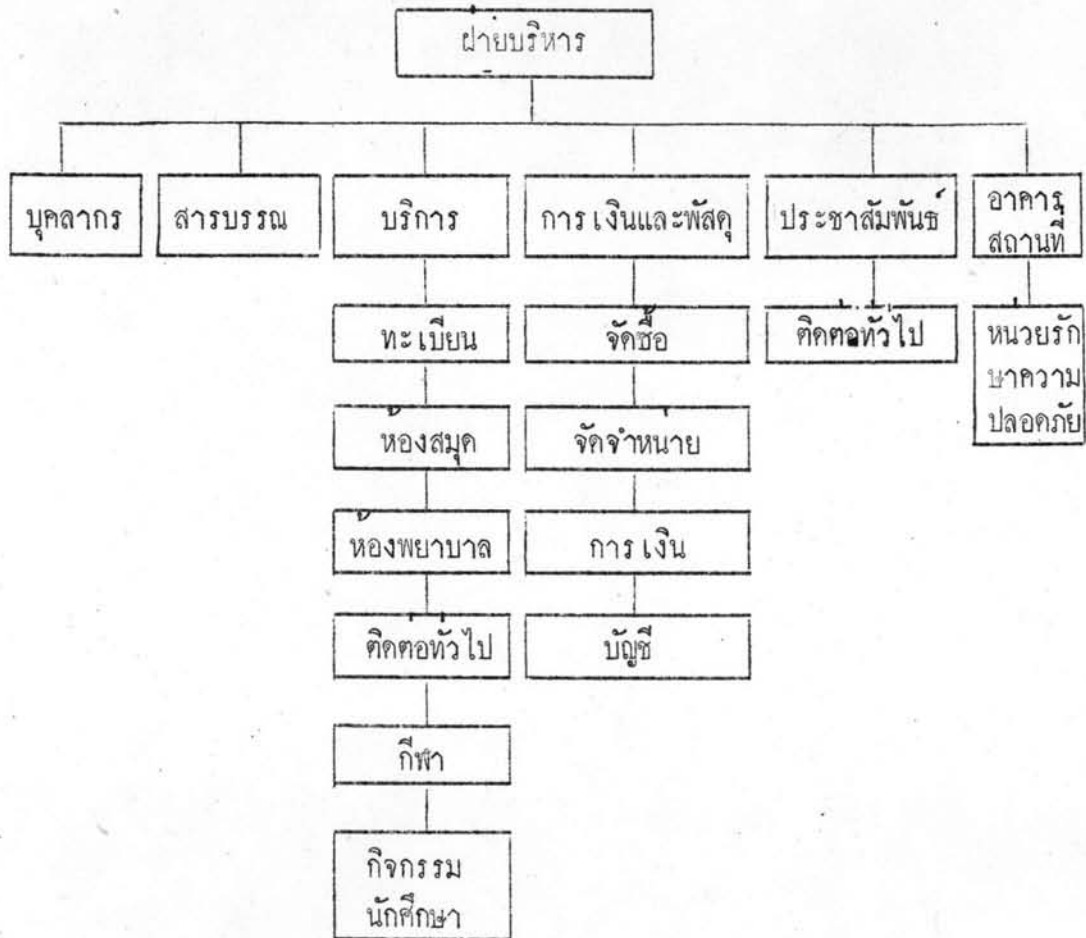 ฝ่ายบริหาร
บุคลากร
สารบรรณ
บริการ
การเงินและพัสดุ
ประชาสัมพันธ์
อาคาร
สถานที่
ทะเบียน
จัดซื้อ
ติดต่อทั่วไป
หน่วยรัก
ษาความ
ปลอดภัย
ห้องสมุด
จัดจำหน่าย
ห้องพยาบาล
การเงิน
ติดต่อทั่วไป
บัญชี
กีฬา
กิจกรรม
นักศึกษา